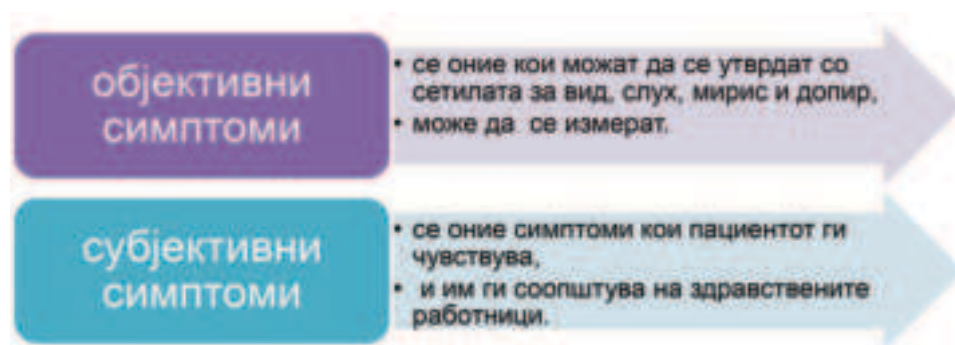 објективни
симптоми
• се оние кои можат да се утврдат со
сетилата за вид, слух, мирис и допир,
• може да се измерат.
субјективни
симптоми
• се оние симптоми кои пациентот ги
чувствува,
• и им ги соопштува на здравствените
работници.